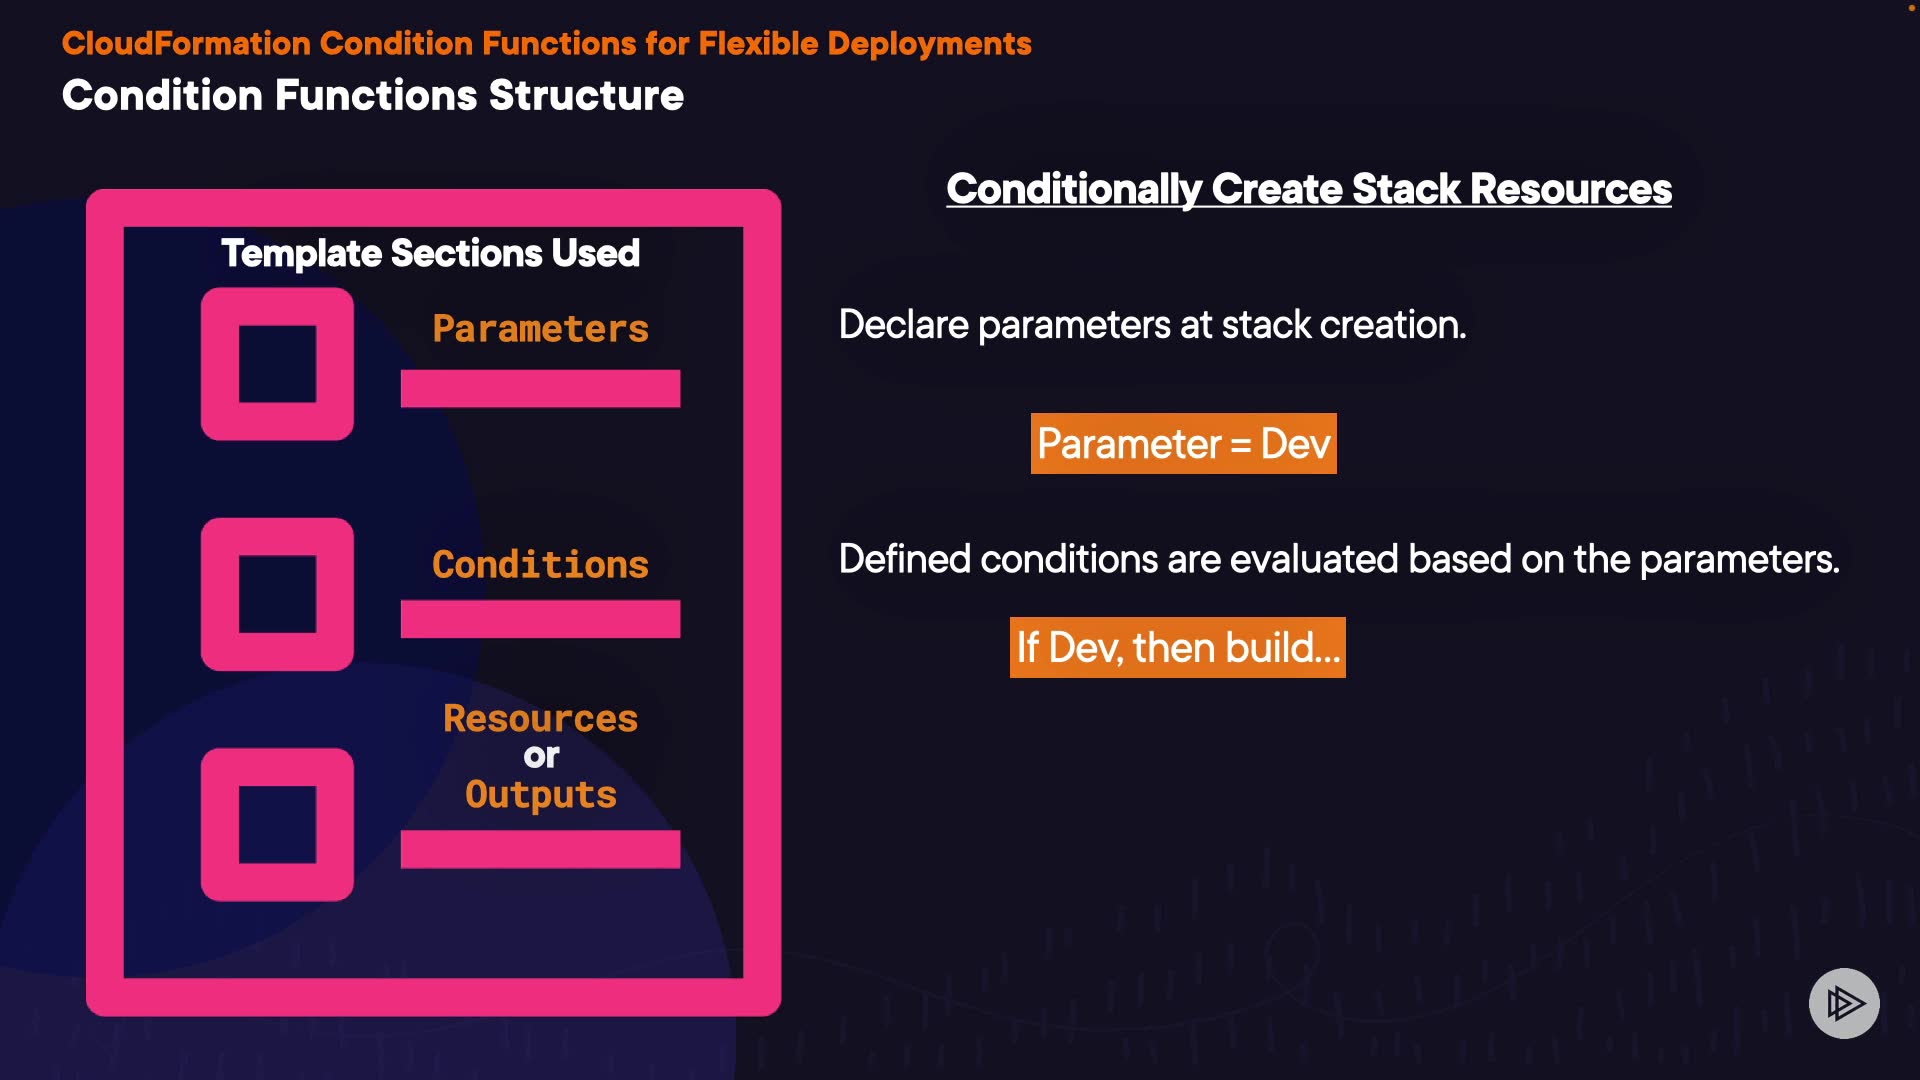 CloudFormation Condition Functions for Flexible Deployments
Condition Functions Structure
Template Sections Used
Parameters
Conditions
Resources
or
Outputs
Conditionally Create Stack Resources
Declare parameters at stack creation.
Parameter = Dev
Defined conditions are evaluated based on the parameters.
If Dev, then build...